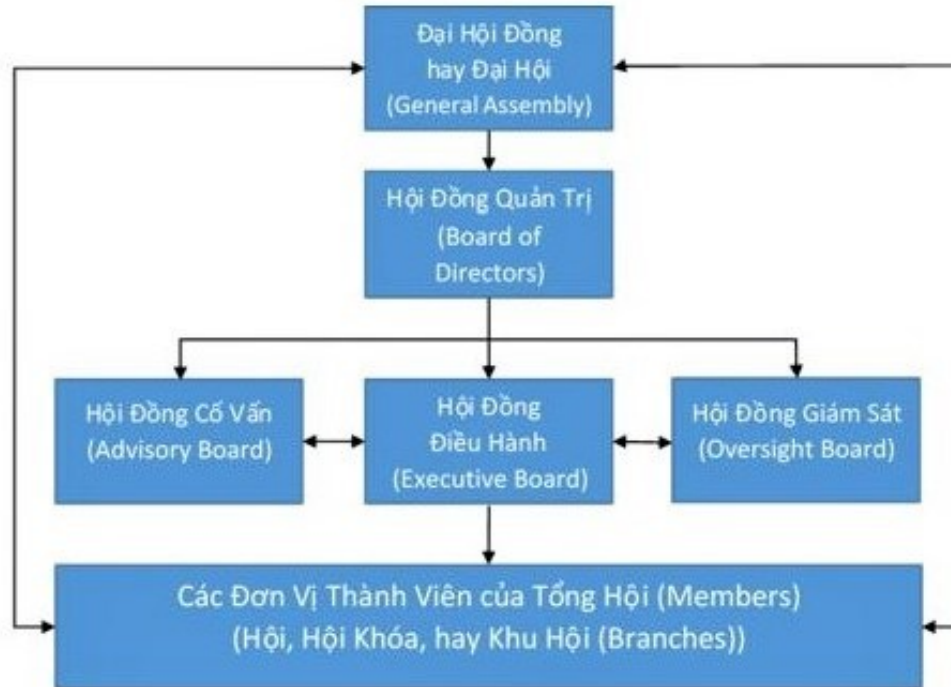 Đại Hội Đồng
hay Đại Hội
(General Assembly)
Hội Đồng Quản Trị
(Board of
Directors)
Hội Đồng Cố Vấn
(Advisory Board)
Hội Đồng
Điều Hành
(Executive Board)
Hội Đồng Giám Sát
(Oversight Board)
Các Đơn Vị Thành Viên của Tổng Hội (Members)
(Hội, Hội Khóa, hay Khu Hội (Branches))